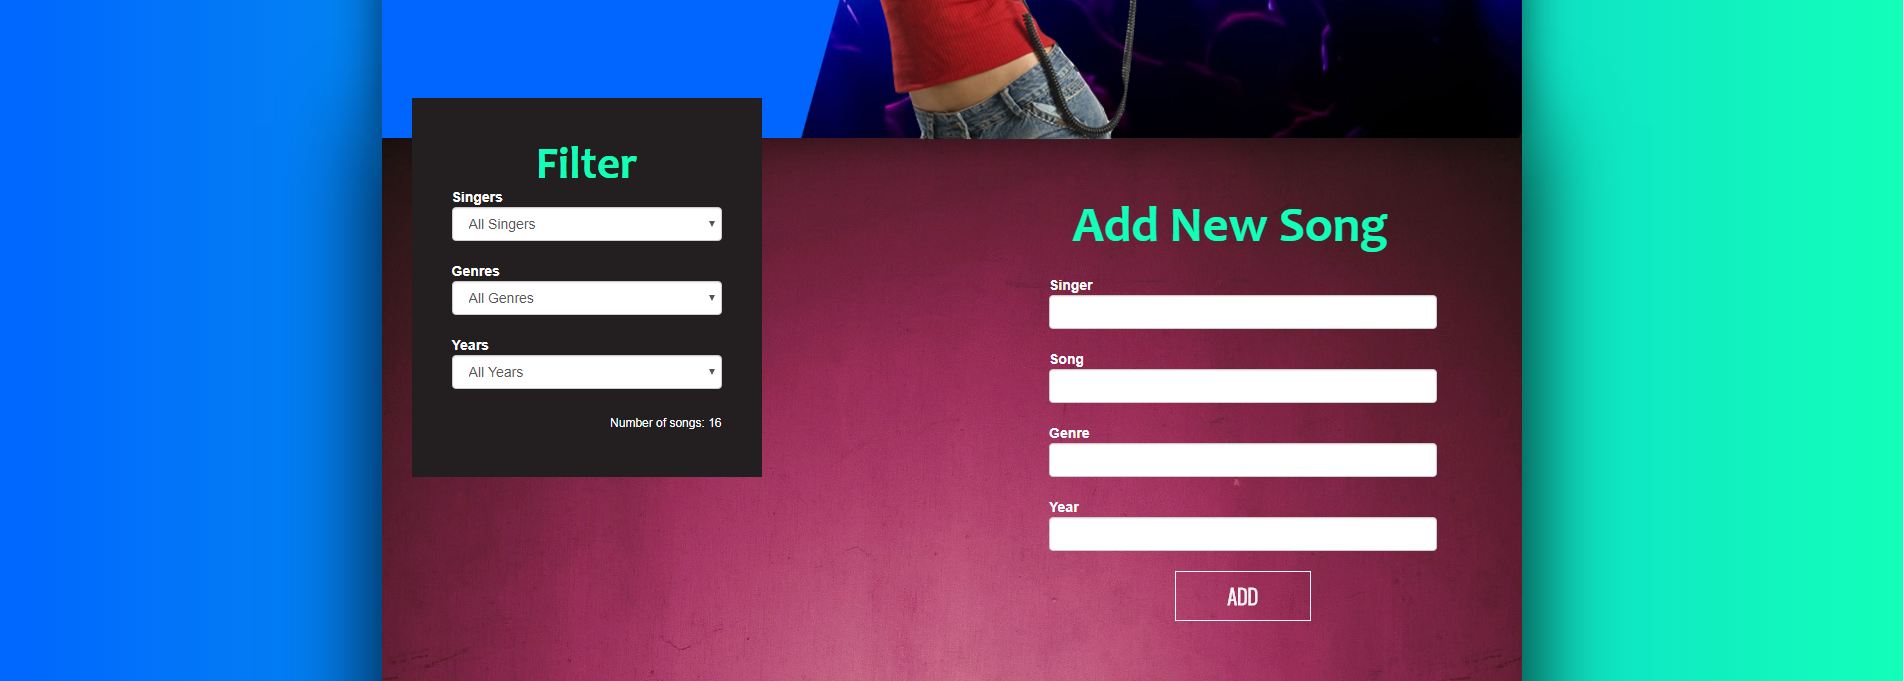 Filter
Singers
All Singers
Genres
All Genres
Years
All Years
Number of songs: 16
Add New Song
Singer
Song
Genre
Year
ADD